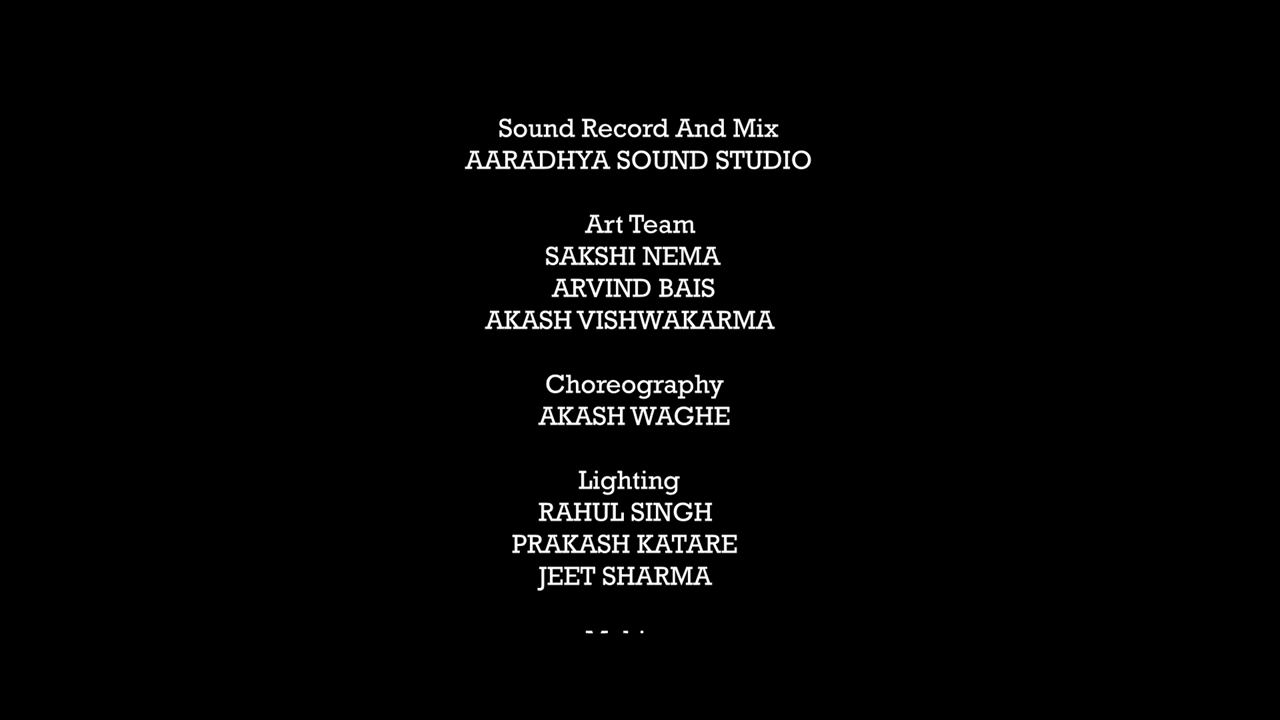 Sound Record And Mix
AARADHYA SOUND STUDIO
Art Team
SAKSHI NEMA
ARVIND BAIS
AKASH VISHWAKARMA
Choreography
AKASH WAGHE
Lighting
RAHUL SINGH
PRAKASH KATARE
JEET SHARMA